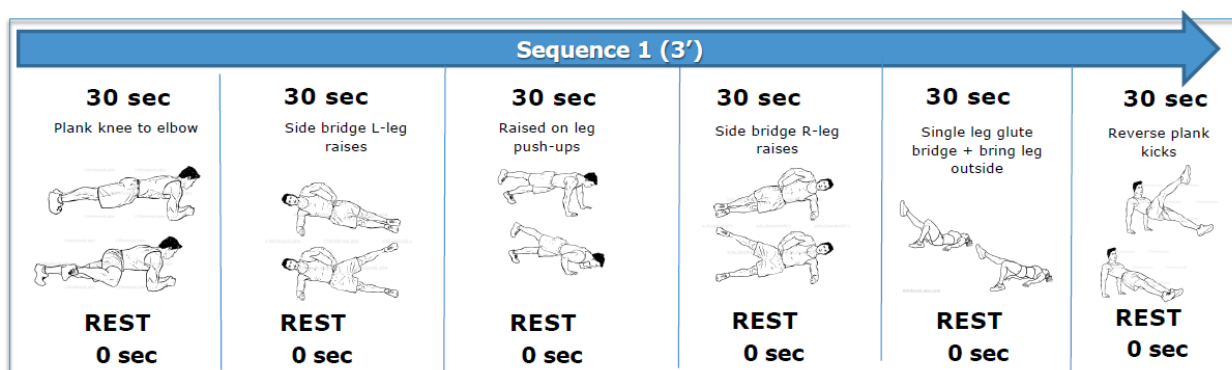 Sequence 1 (3’)
30 sec
Plank knee to elbow
REST
0 sec
30 sec
Side bridge L-leg
raises
REST
0 sec
30 sec
Raised on leg
push-ups
REST
0 sec
30 sec
Side bridge R-leg
raises
REST
0 sec
30 sec
Single leg glute
bridge + bring leg
outside
REST
0 sec
30 sec
Reverse plank
kicks
REST
0 sec